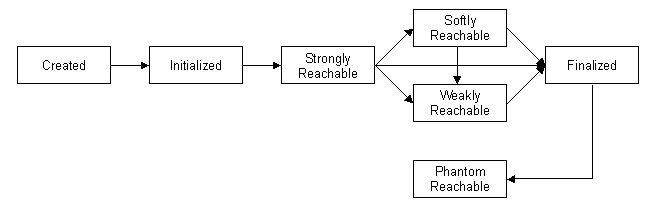 Created
Initialized
Strongly
Reachable
Softly
Reachable
Weakly
Reachable
Finalized
Phantom
Reachable